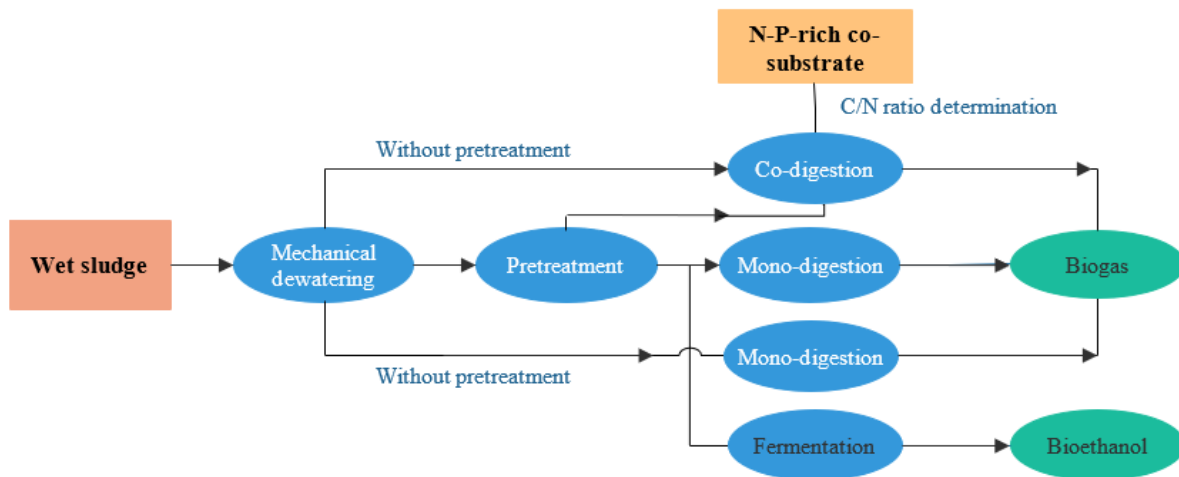 N-P-rich co-
substrate
C/N ratio determination
Without pretreatment
Co-digestion
Wet sludge
Mechanical
dewatering
Pretreatment
Mono-digestion
Biogas
Mono-digestion
Without pretreatment
Fermentation
Bioethanol